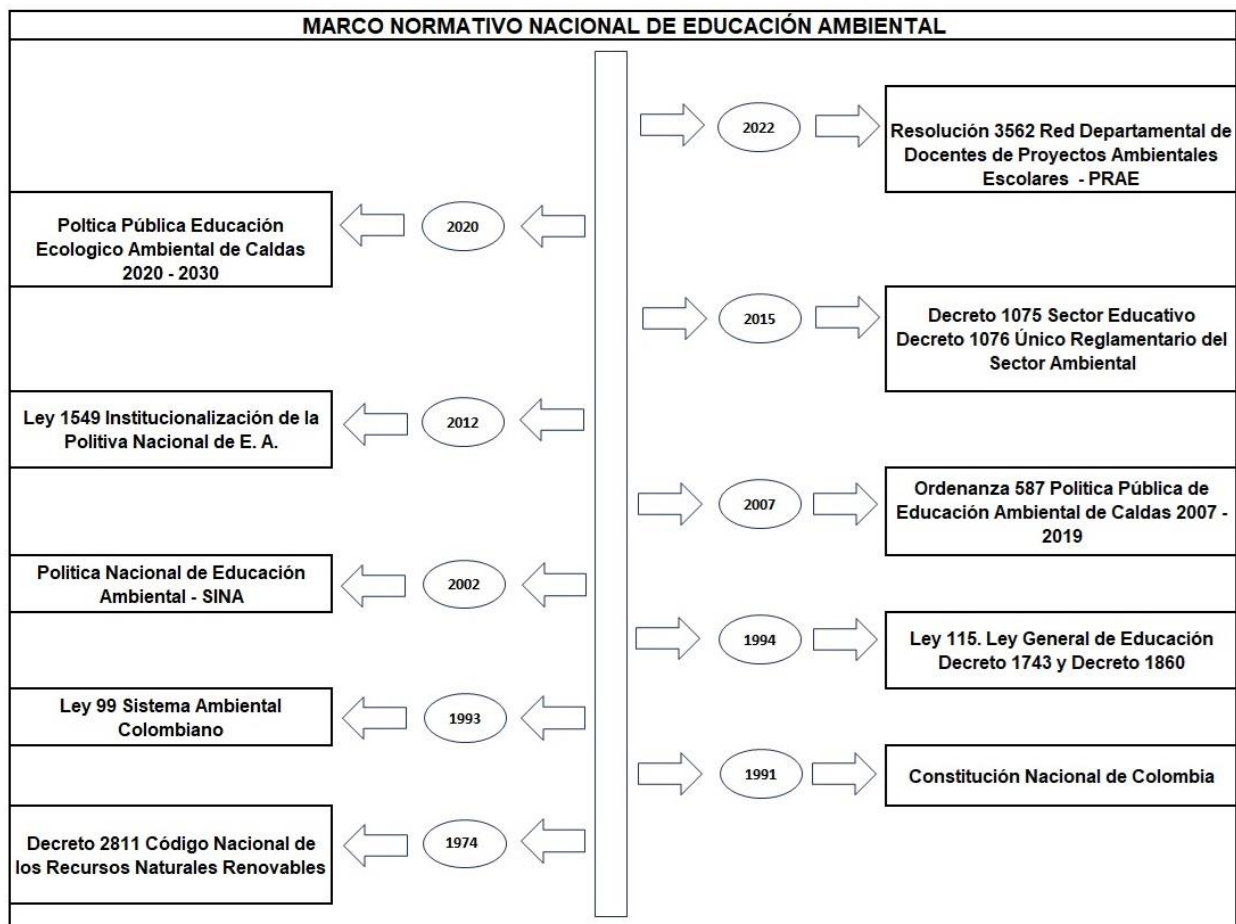 MARCO NORMATIVO NACIONAL DE EDUCACIÓN AMBIENTAL
2022
Resolución 3562 Red Departamental de
Docentes de Proyectos Ambientales
Escolares - PRAE
Poltica Pública Educación
Ecologico Ambiental de Caldas
2020 - 2030
2020
2015
Decreto 1075 Sector Educativo
Decreto 1076 Único Reglamentario del
Sector Ambiental
Ley 1549 Institucionalización de la
Politiva Nacional de E. A.
2012
2007
Ordenanza 587 Politica Pública de
Educación Ambiental de Caldas 2007 -
2019
Politica Nacional de Educación
Ambiental - SINA
2002
1994
Ley 115. Ley General de Educación
Decreto 1743 y Decreto 1860
Ley 99 Sistema Ambiental
Colombiano
1993
1991
Constitución Nacional de Colombia
Decreto 2811 Código Nacional de
los Recursos Naturales Renovables
1974